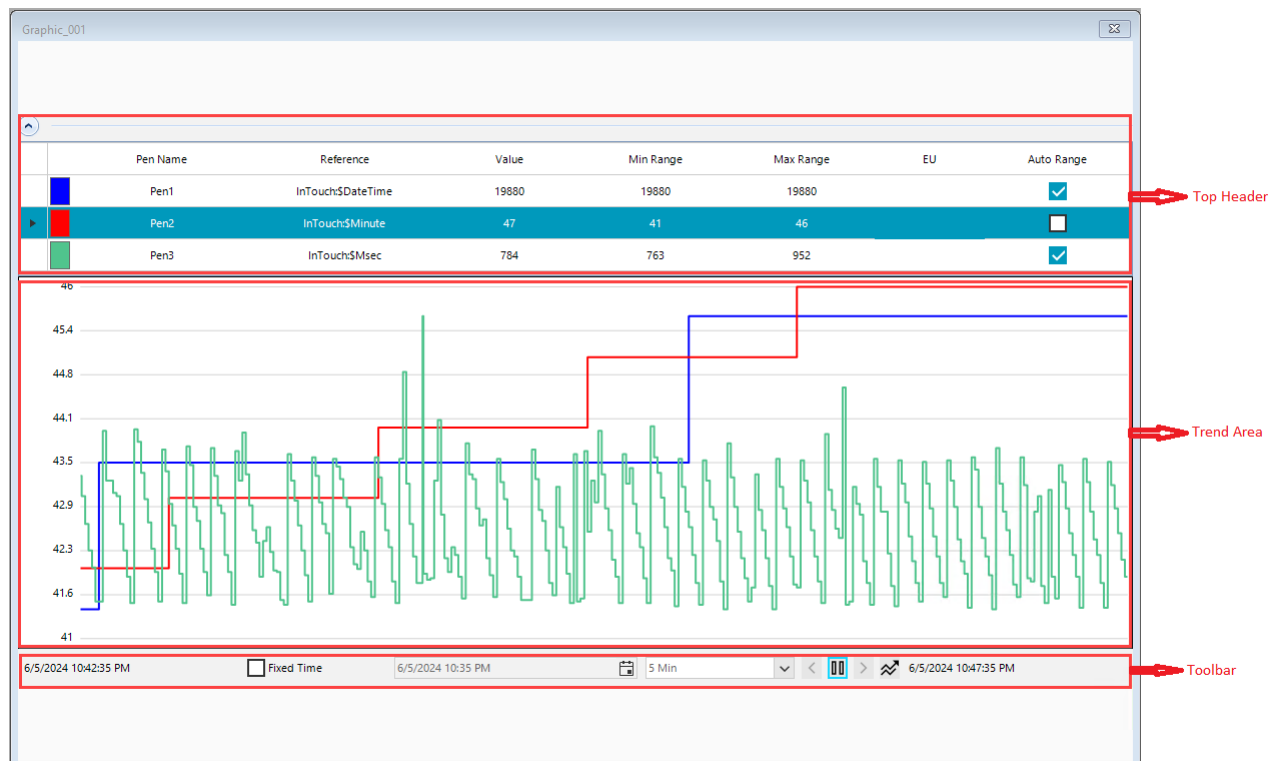 Graphic_001
Pen Name Reference Value Min Range Max Range EU Auto Range
Pen1 InTouch:$DateTime 19880 19880 19880
Top Header
Pen2 InTouch:$Minute 47 41 46
Pen3 InTouch:$Msec 784 763 952
46
45.4
44.8
44.1
Trend Area
43.5
42.9
42.3
41.6
41
6/5/2024 10:42:35 PM Fixed Time 6/5/2024 10:35 PM 5 Min 6/5/2024 10:47:35 PM
Toolbar